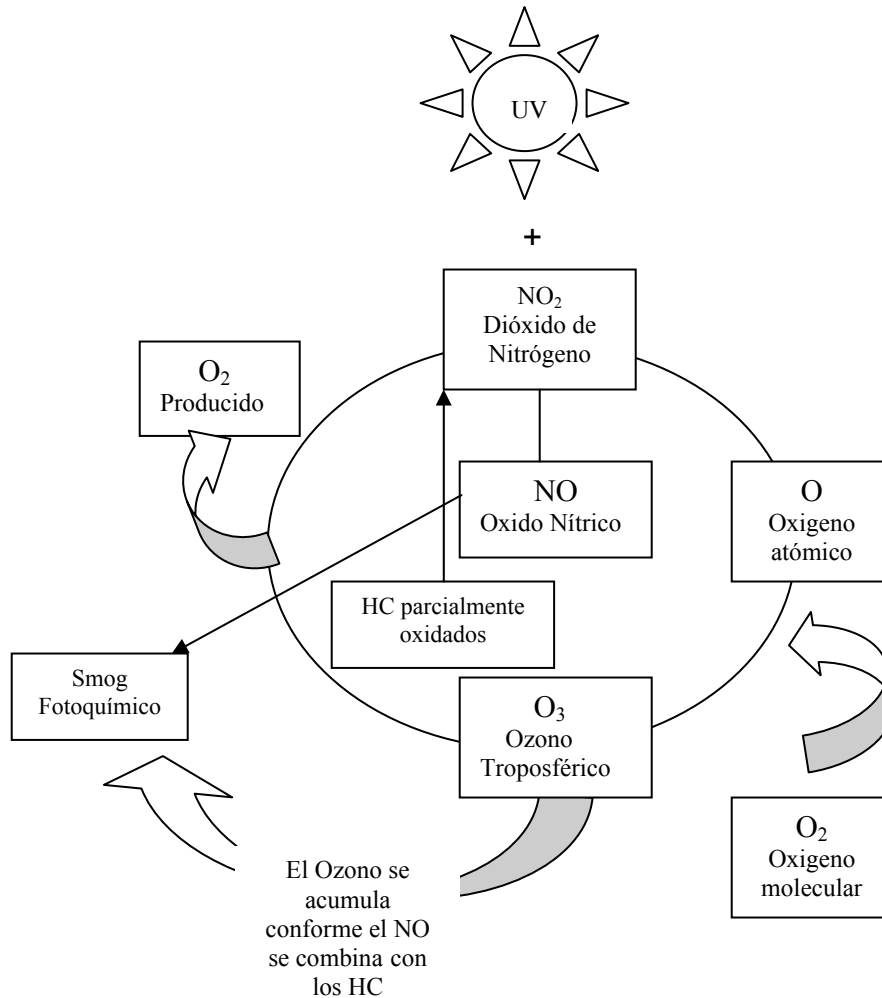 UV
+
NO₂
Dióxido de
Nitrógeno
O₂
Producido
NO
Oxido Nítrico
O
Oxigeno
atómico
HC parcialmente
oxidados
Smog
Fotoquímico
O₃
Ozono
Troposférico
O₂
Oxigeno
molecular
El Ozono se
acumula
conforme el NO
se combina con
los HC